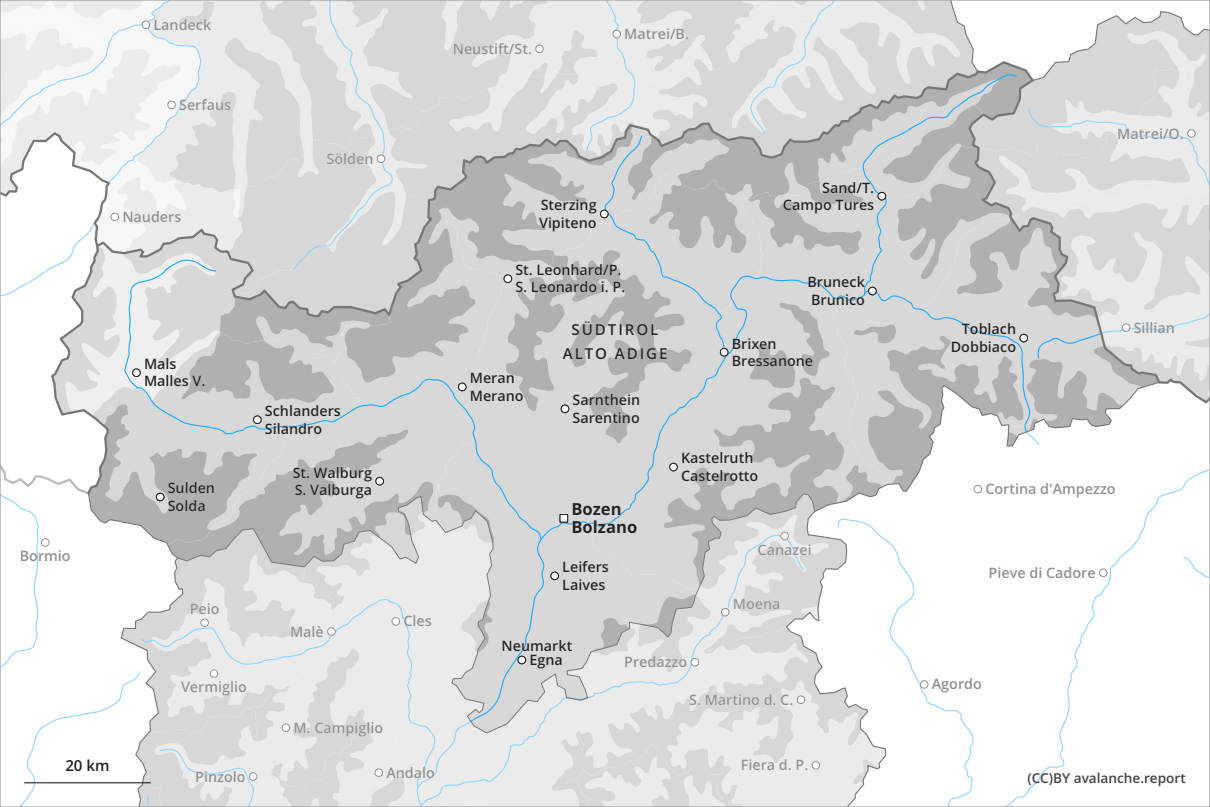 Landeck
Matrei/B.
Neustift/St.
Serfaus
Matrei/O.
Sölden
Sand/T.
Campo Tures
Sterzing
Vipiteno
Nauders
St. Leonhard/P.
S. Leonardo i. P.
Bruneck
Brunico
SÜDTIROL
ALTO ADIGE
Toblach
Dobbiaco
Sillian
Brixen
Bressanone
Mals
Malles V.
Meran
Merano
Sarnthein
Sarentino
Schlanders
Silandro
Kastelruth
Castelrotto
St. Walburg
S. Valburga
Sulden
Solda
Cortina d'Ampezzo
Bozen
Bolzano
Bormio
Canazei
Leifers
Laives
Pieve di Cadore
Peio
Moena
Malè
Cles
Neumarkt
Egna
Predazzo
Vermiglio
Agordo
S. Martino d. C.
M. Campiglio
Fiera d. P.
20 km
Pinzolo
Andalo
(CC)BY avalanche.report